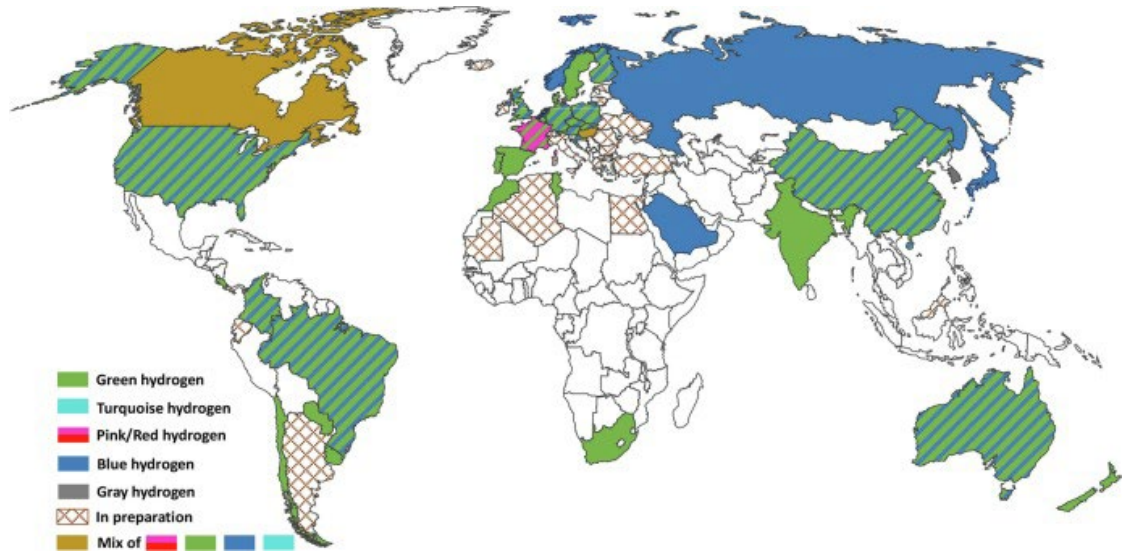 Green hydrogen
Turquoise hydrogen
Pink/Red hydrogen
Blue hydrogen
Gray hydrogen
In preparation
Mix of